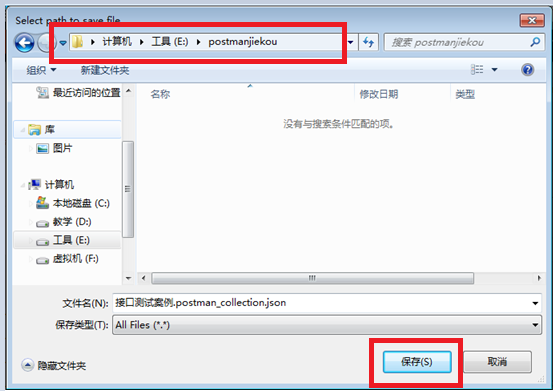 Select path to save file
计算机 工具 (E:) postmanjiekou
搜索 postmanjiekou
组织 新建文件夹
最近访问的位置
名称 修改日期 类型
没有与搜索条件匹配的项。
库
图片
计算机
本地磁盘 (C:)
教学 (D:)
工具 (E:)
虚拟机 (F:)
文件名(N): 接口测试案例.postman_collection.json
保存类型(T): All Files (*.*)
隐藏文件夹 保存(S) 取消